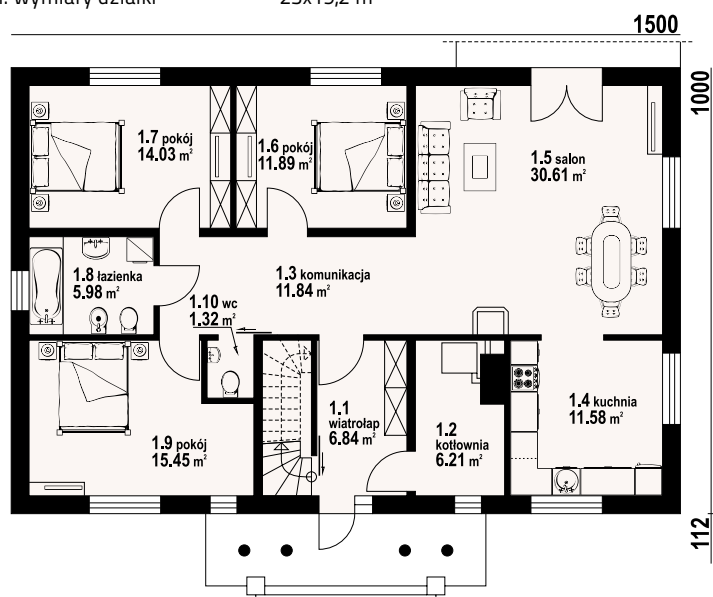 wymiary działki
1500
1000
1.7 pokój
14.03 m²
1.6 pokój
11.89 m²
1.5 salon
30.61 m²
1.8 łazienka
5.98 m²
1.3 komunikacja
11.84 m²
1.10 wc
1.32 m²
1.4 kuchnia
11.58 m²
1.1
wiatrołap
6.84 m²
1.2
kotłownia
6.21 m²
1.9 pokój
15.45 m²
112